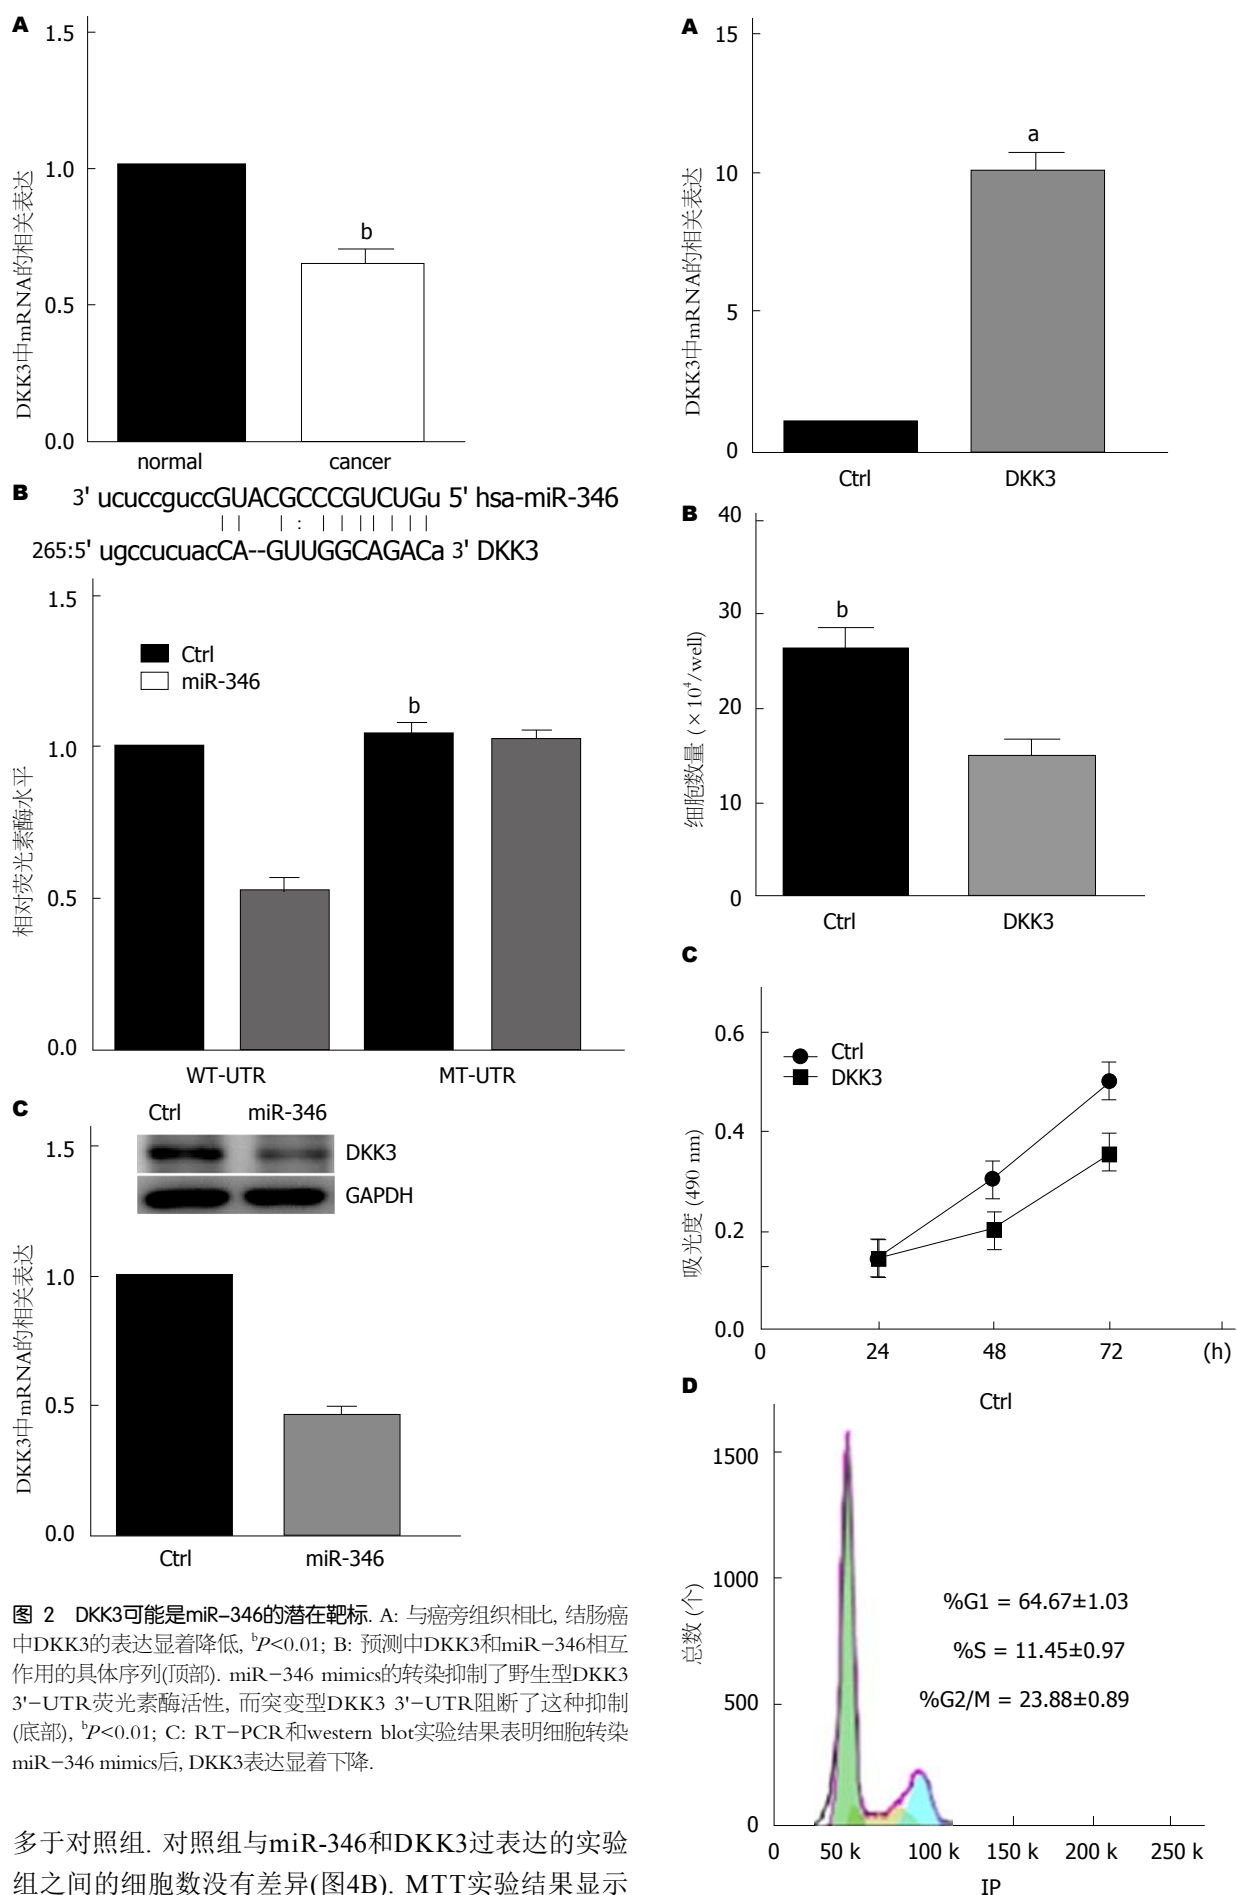 A
1.5
1.0
0.5
0.0
DKK3中mRNA的相关表达
b
normal
cancer
B
3' ucuccguccGUACGCCCGUCUGu 5' hsa-miR-346
| | | : | | | | | | |
265:5' ugccucuacCA--GUUGGCAGACa 3' DKK3
1.5
1.0
0.5
0.0
相对荧光素酶水平
Ctrl
miR-346
b
WT-UTR
MT-UTR
C
Ctrl
miR-346
DKK3
GAPDH
1.5
1.0
0.5
0.0
DKK3中mRNA的相关表达
Ctrl
miR-346
图 2 DKK3可能是miR-346的潜在靶标. A: 与癌旁组织相比, 结肠癌
中DKK3的表达显着降低, ᵇP<0.01; B: 预测中DKK3和miR-346相互
作用的具体序列(顶部). miR-346 mimics的转染抑制了野生型DKK3
3'-UTR荧光素酶活性, 而突变型DKK3 3'-UTR阻断了这种抑制
(底部), ᵇP<0.01; C: RT-PCR和western blot实验结果表明细胞转染
miR-346 mimics后, DKK3表达显着下降.
多于对照组. 对照组与miR-346和DKK3过表达的实验
组之间的细胞数没有差异(图4B). MTT实验结果显示
A
15
10
5
0
DKK3中mRNA的相关表达
a
Ctrl
DKK3
B
40
30
20
10
0
细胞数量 (×10⁴/well)
b
Ctrl
DKK3
C
0.6
0.4
0.2
0.0
吸光度 (490 nm)
Ctrl
DKK3
0
24
48
72
(h)
D
Ctrl
1500
1000
500
0
总数 (个)
%G1 = 64.67±1.03
%S = 11.45±0.97
%G2/M = 23.88±0.89
0
50 k
100 k
150 k
200 k
250 k
IP